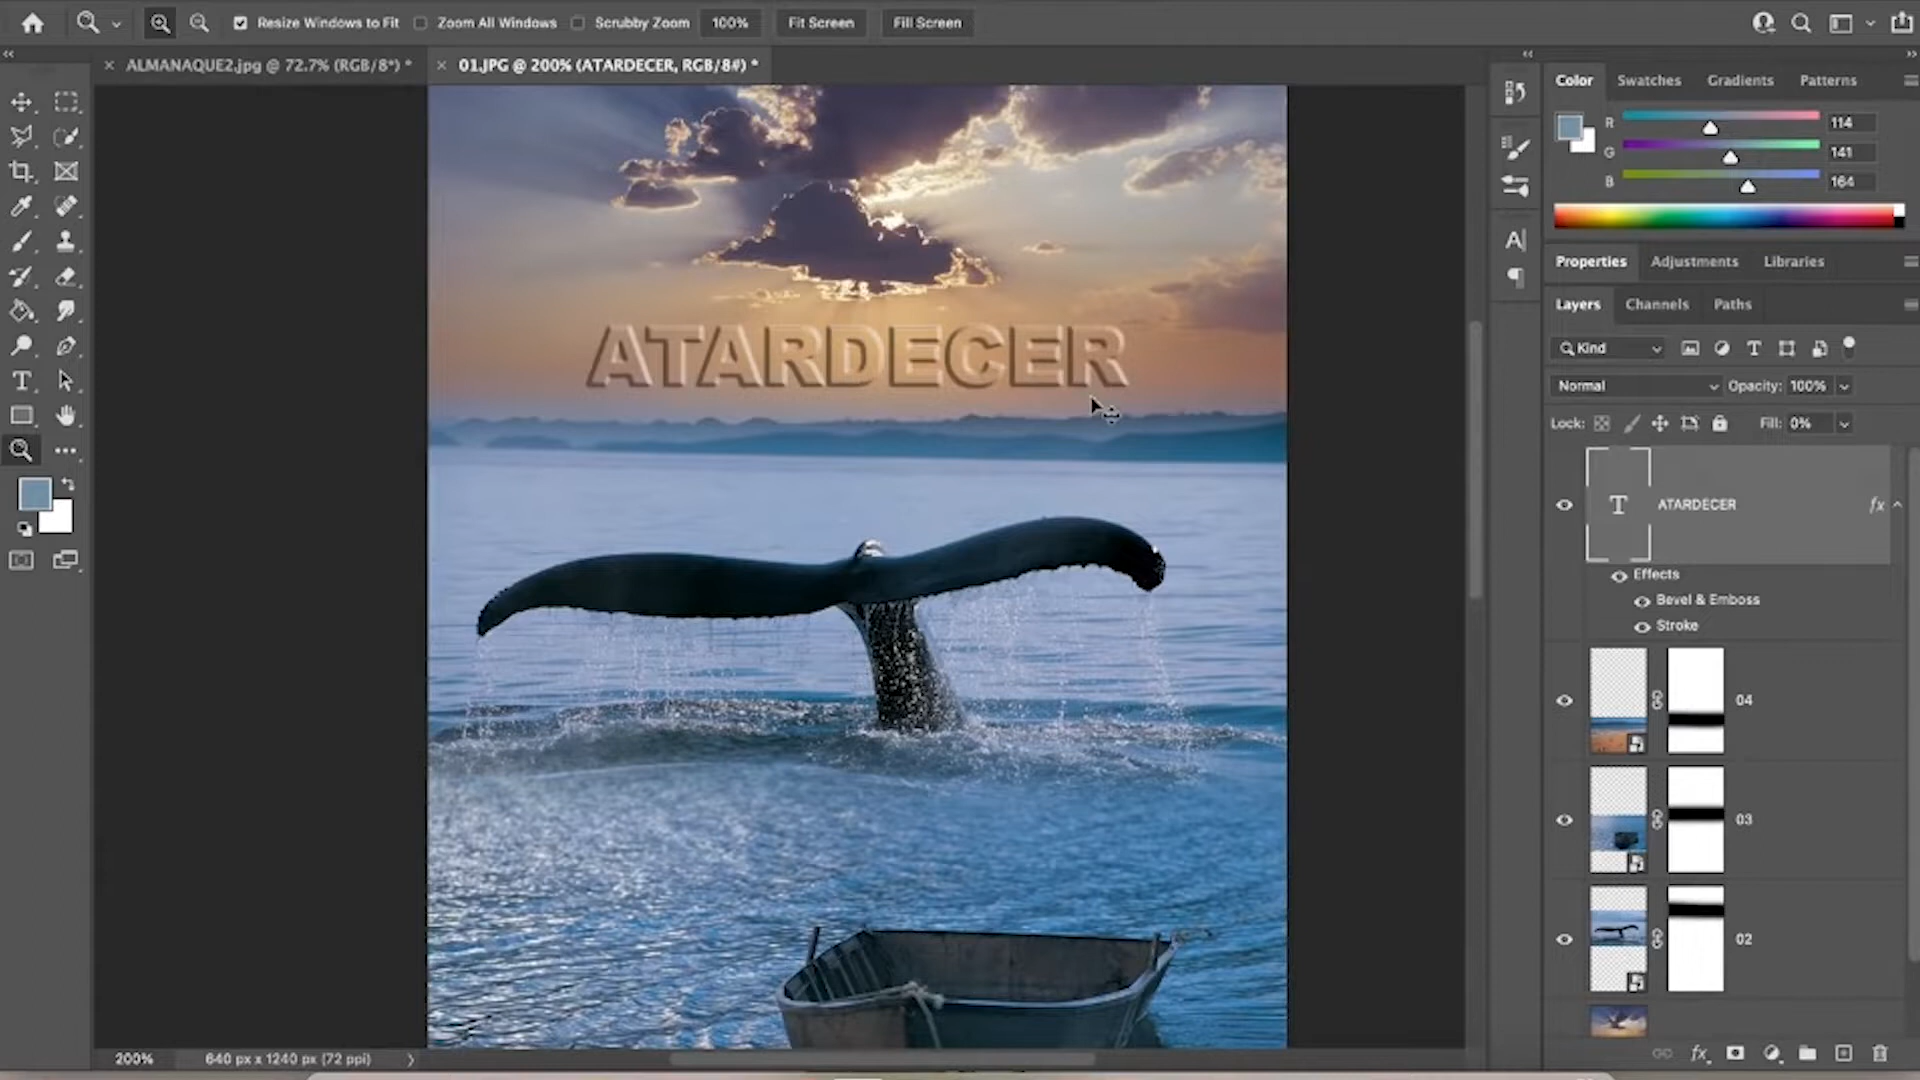 Resize Windows to Fit Zoom All Windows Scrubby Zoom 100% Fit Screen Fill Screen
ALMANAQUE2.jpg @ 72.7% (RGB/8*) * 01.JPG @ 200% (ATARDECER, RGB/8#) *
Color Swatches Gradients Patterns
R 114
G 141
B 164
Properties Adjustments Libraries
Layers Channels Paths
Kind
Normal Opacity: 100%
Lock: Fill: 0%
ATARDECER
T ATARDECER fx
Effects
Bevel & Emboss
Stroke
04
03
02
200% 640 px x 1240 px (72 ppi)
fx